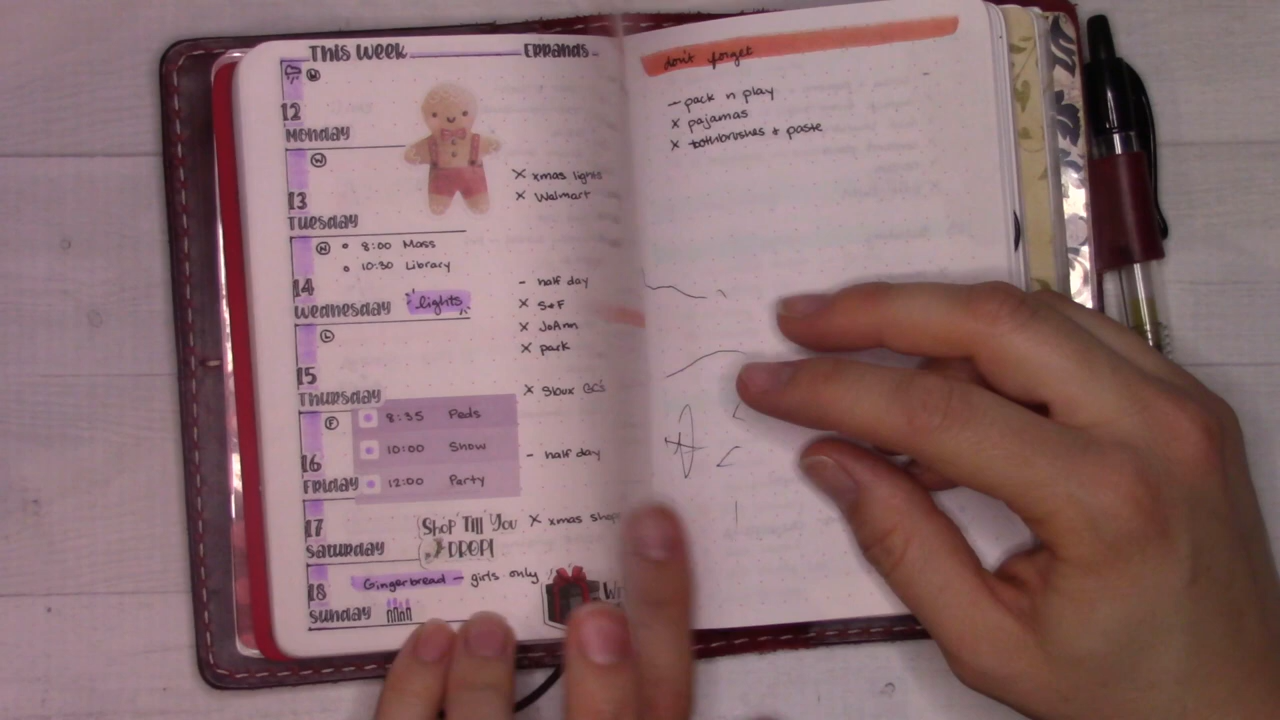 This Week
Errands
M
12
Monday
W
13
Tuesday
X xmas lights
X Walmart
N
8:00 Mass
10:30 Library
14
Wednesday
lights
- half day
X S+F
X JoAnn
X park
L
15
Thursday
X Sioux GC's
F
16
Friday
8:35 Peds
10:00 Show
12:00 Party
- half day
17
Saturday
Shop Till You
DROP!
X xmas shop
18
Sunday
Gingerbread - girls only
don't forget
- pack n play
X pajamas
X toothbrushes + paste